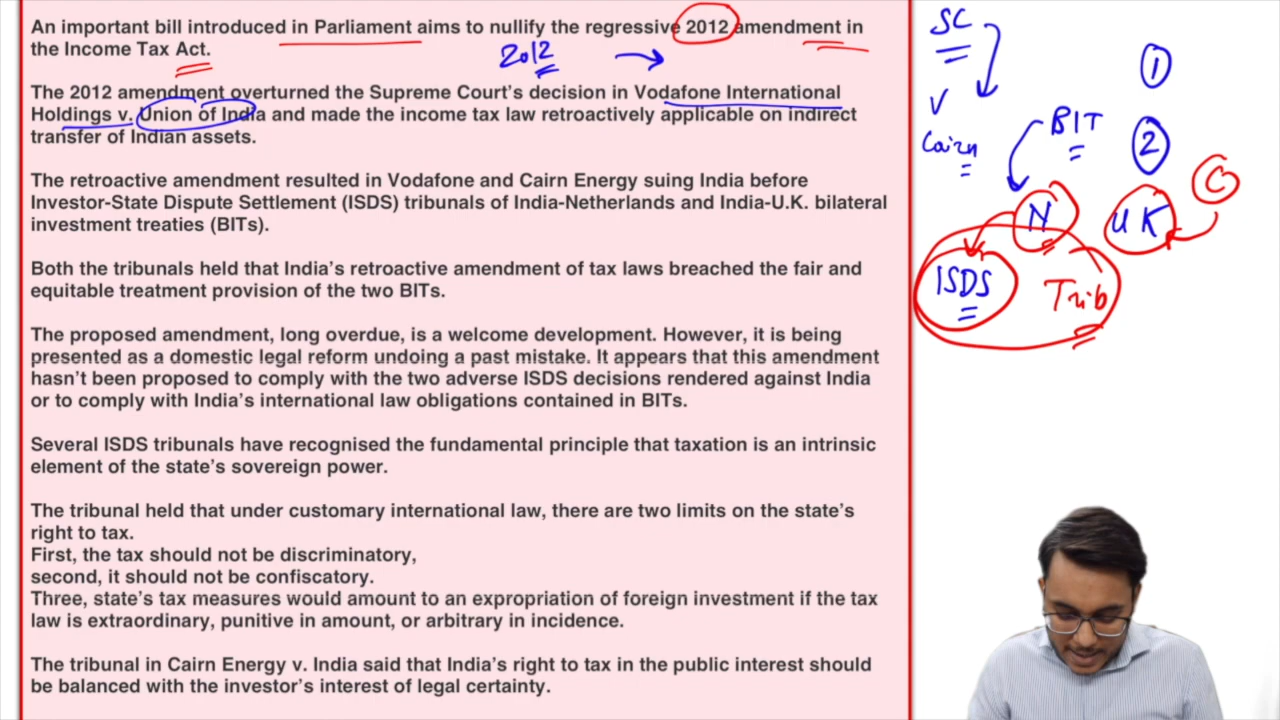 An important bill introduced in Parliament aims to nullify the regressive 2012 amendment in
the Income Tax Act.
2012
The 2012 amendment overturned the Supreme Court's decision in Vodafone International
Holdings v. Union of India and made the income tax law retroactively applicable on indirect
transfer of Indian assets.
The retroactive amendment resulted in Vodafone and Cairn Energy suing India before
Investor-State Dispute Settlement (ISDS) tribunals of India-Netherlands and India-U.K. bilateral
investment treaties (BITs).
Both the tribunals held that India's retroactive amendment of tax laws breached the fair and
equitable treatment provision of the two BITs.
The proposed amendment, long overdue, is a welcome development. However, it is being
presented as a domestic legal reform undoing a past mistake. It appears that this amendment
hasn't been proposed to comply with the two adverse ISDS decisions rendered against India
or to comply with India's international law obligations contained in BITs.
Several ISDS tribunals have recognised the fundamental principle that taxation is an intrinsic
element of the state's sovereign power.
The tribunal held that under customary international law, there are two limits on the state's
right to tax.
First, the tax should not be discriminatory,
second, it should not be confiscatory.
Three, state's tax measures would amount to an expropriation of foreign investment if the tax
law is extraordinary, punitive in amount, or arbitrary in incidence.
The tribunal in Cairn Energy v. India said that India's right to tax in the public interest should
be balanced with the investor's interest of legal certainty.
SC
1
V
BIT
Cairn
2
C
N
UK
ISDS
Trib